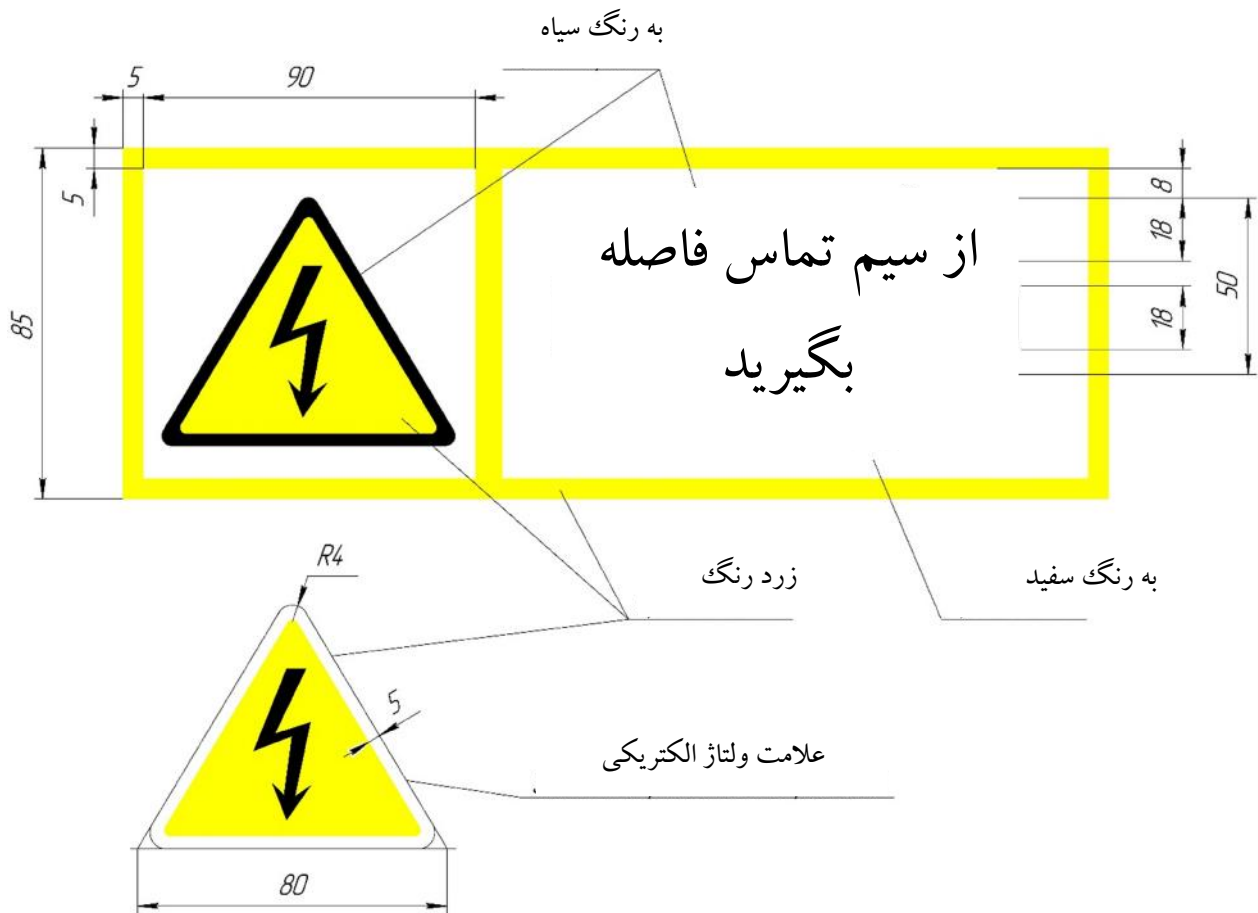 به رنگ سیاه
5
90
5
85
8
18
18
50
از سیم تماس فاصله
بگیرید
R4
زرد رنگ
به رنگ سفید
5
علامت ولتاژ الکتریکی
80